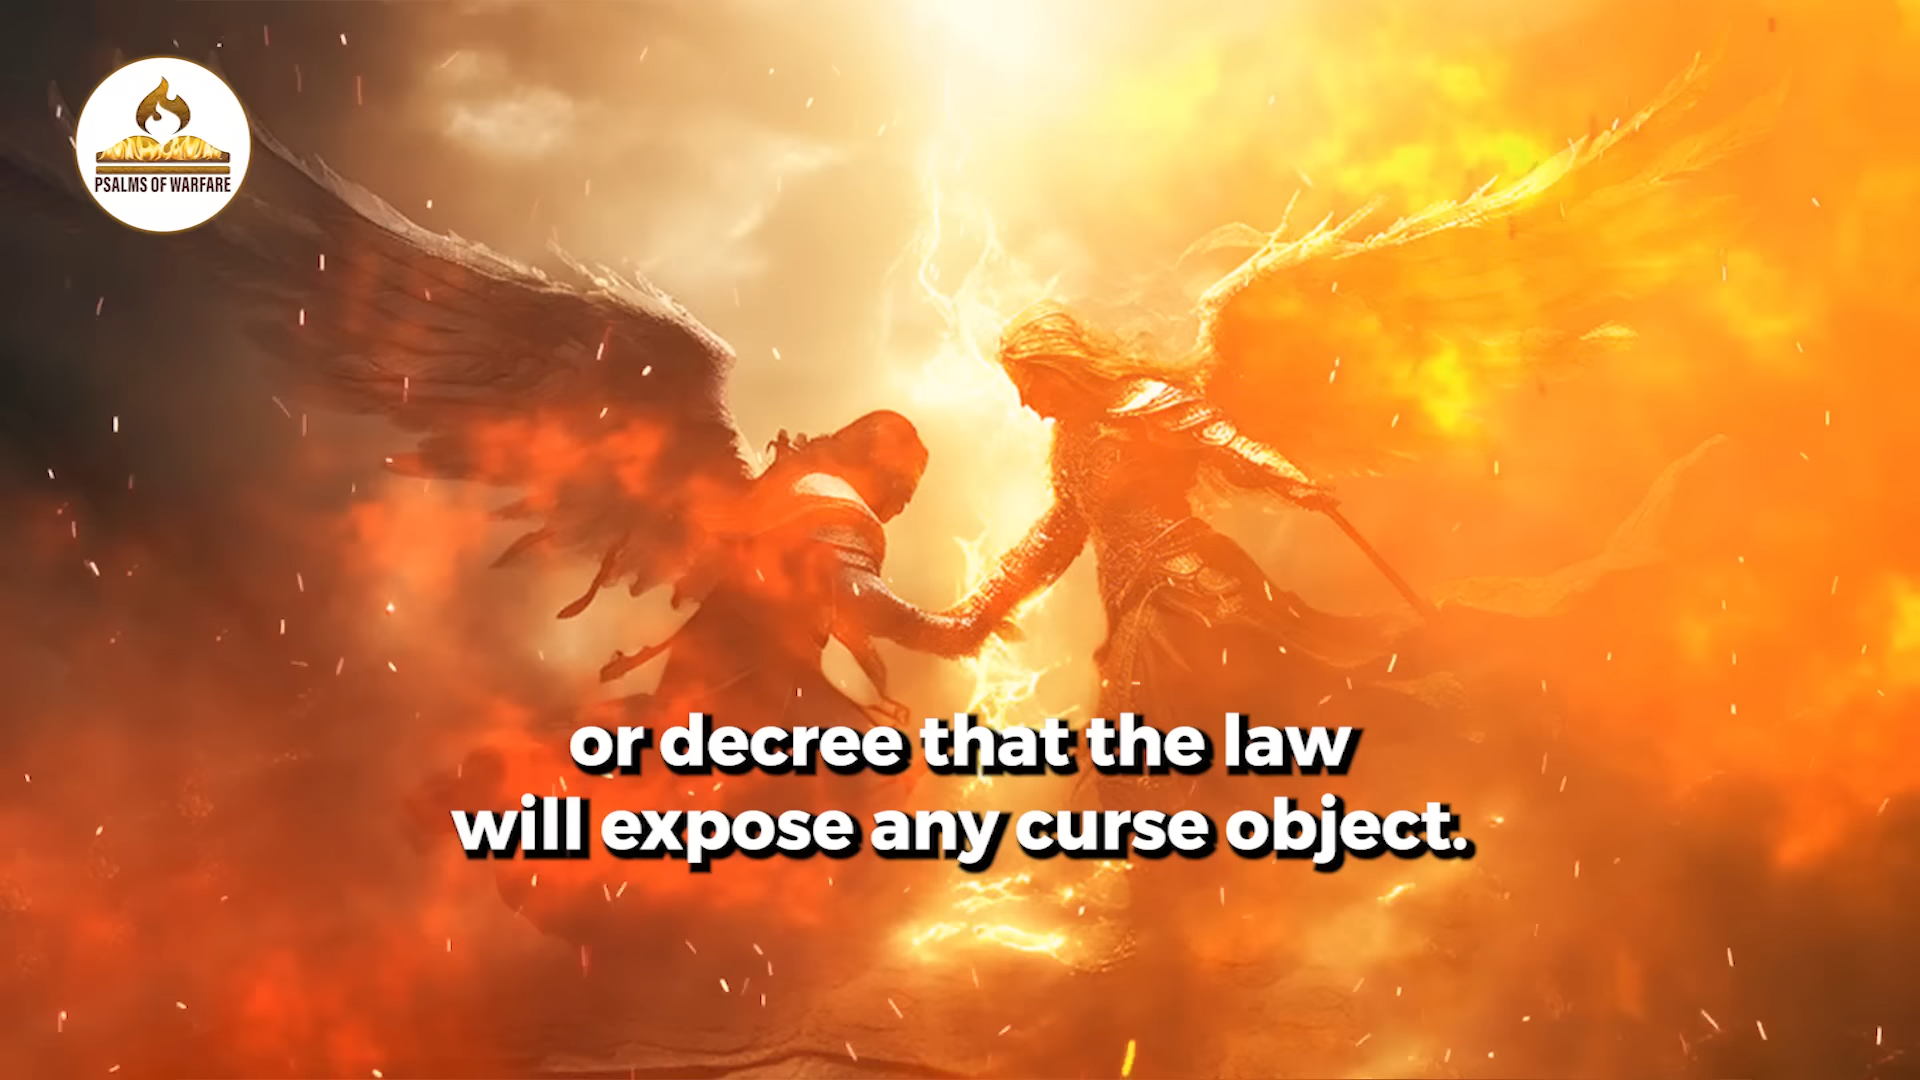 PSALMS OF WARFARE
or decree that the law
will expose any curse object.